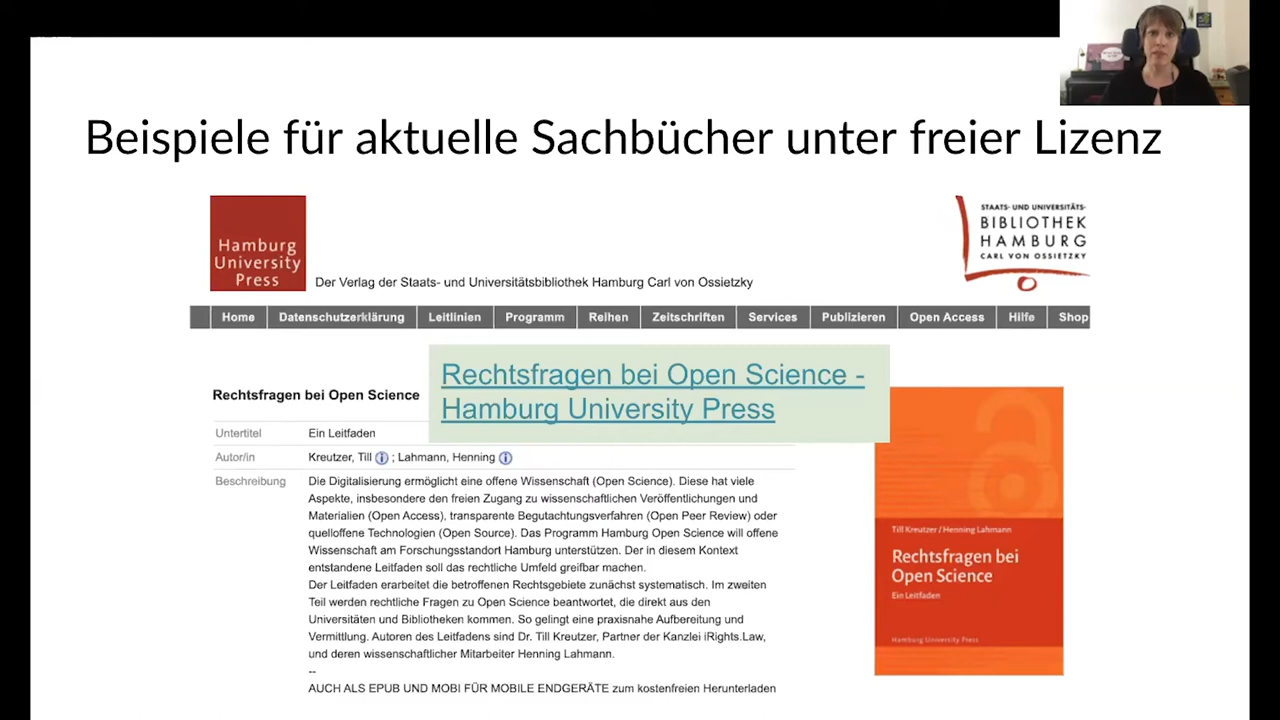 Beispiele für aktuelle Sachbücher unter freier Lizenz
Hamburg
University
Press
Der Verlag der Staats- und Universitätsbibliothek Hamburg Carl von Ossietzky
STAATS- UND UNIVERSITÄTS-
BIBLIOTHEK
HAMBURG
CARL VON OSSIETZKY
Home Datenschutzerklärung Leitlinien Programm Reihen Zeitschriften Services Publizieren Open Access Hilfe Shop
Rechtsfragen bei Open Science -
Hamburg University Press
Rechtsfragen bei Open Science
Untertitel Ein Leitfaden
Autor/in Kreutzer, Till ; Lahmann, Henning
Beschreibung Die Digitalisierung ermöglicht eine offene Wissenschaft (Open Science). Diese hat viele
Aspekte, insbesondere den freien Zugang zu wissenschaftlichen Veröffentlichungen und
Materialien (Open Access), transparente Begutachtungsverfahren (Open Peer Review) oder
quelloffene Technologien (Open Source). Das Programm Hamburg Open Science will offene
Wissenschaft am Forschungsstandort Hamburg unterstützen. Der in diesem Kontext
entstandene Leitfaden soll das rechtliche Umfeld greifbar machen.
Der Leitfaden erarbeitet die betroffenen Rechtsgebiete zunächst systematisch. Im zweiten
Teil werden rechtliche Fragen zu Open Science beantwortet, die direkt aus den
Universitäten und Bibliotheken kommen. So gelingt eine praxisnahe Aufbereitung und
Vermittlung. Autoren des Leitfadens sind Dr. Till Kreutzer, Partner der Kanzlei iRights.Law,
und deren wissenschaftlicher Mitarbeiter Henning Lahmann.
--
AUCH ALS EPUB UND MOBI FÜR MOBILE ENDGERÄTE zum kostenfreien Herunterladen
Till Kreutzer / Henning Lahmann
Rechtsfragen bei
Open Science
Ein Leitfaden
Hamburg University Press